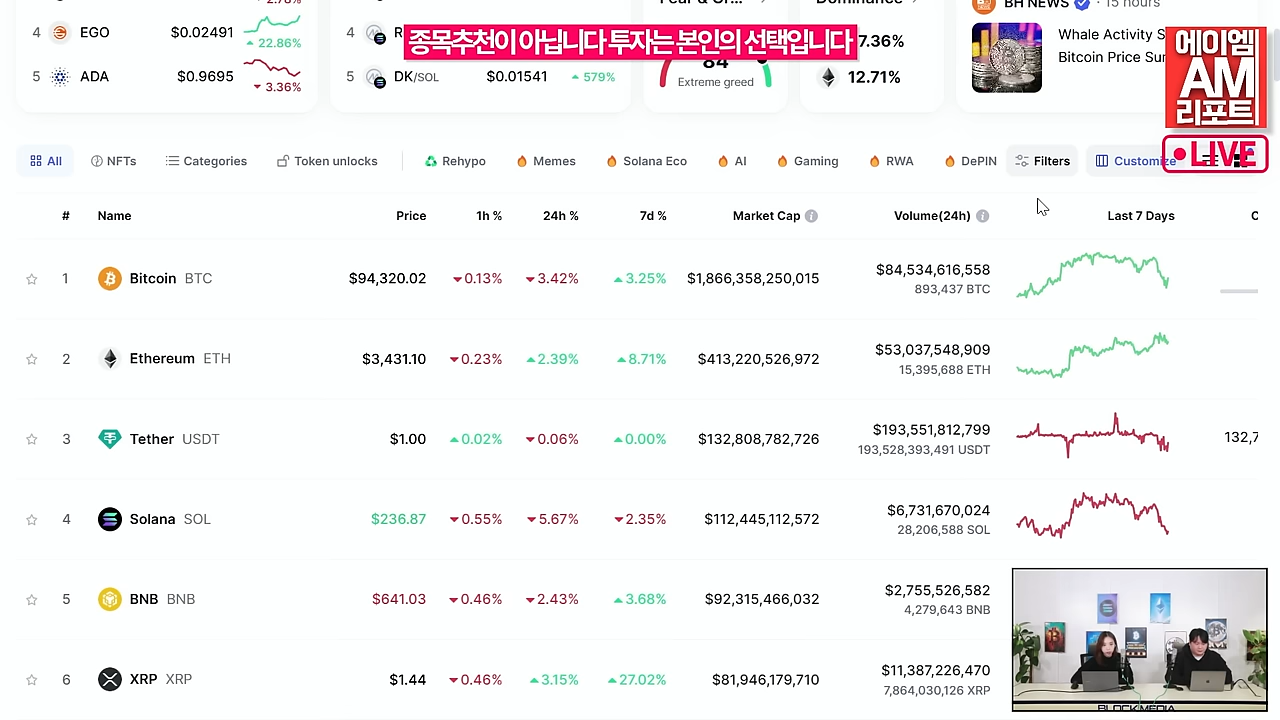 4 EGO $0.02491 22.86%
5 ADA $0.9695 3.36%
4
5 DK/SOL $0.01541 579%
84
Extreme greed
12.71%
BH NEWS · 15 hours
Whale Activity S
Bitcoin Price Sur
종목추천이 아닙니다 투자는 본인의 선택입니다
에이엠
AM
리포트
LIVE
All NFTs Categories Token unlocks Rehypo Memes Solana Eco AI Gaming RWA DePIN Filters Customize
# Name Price 1h % 24h % 7d % Market Cap Volume(24h) Last 7 Days
1 Bitcoin BTC $94,320.02 0.13% 3.42% 3.25% $1,866,358,250,015 $84,534,616,558
893,437 BTC
2 Ethereum ETH $3,431.10 0.23% 2.39% 8.71% $413,220,526,972 $53,037,548,909
15,395,688 ETH
3 Tether USDT $1.00 0.02% 0.06% 0.00% $132,808,782,726 $193,551,812,799 132,7
193,528,393,491 USDT
4 Solana SOL $236.87 0.55% 5.67% 2.35% $112,445,112,572 $6,731,670,024
28,206,588 SOL
5 BNB BNB $641.03 0.46% 2.43% 3.68% $92,315,466,032 $2,755,526,582
4,279,643 BNB
6 XRP XRP $1.44 0.46% 3.15% 27.02% $81,946,179,710 $11,387,226,470
7,864,030,126 XRP
BLOCKMEDIA